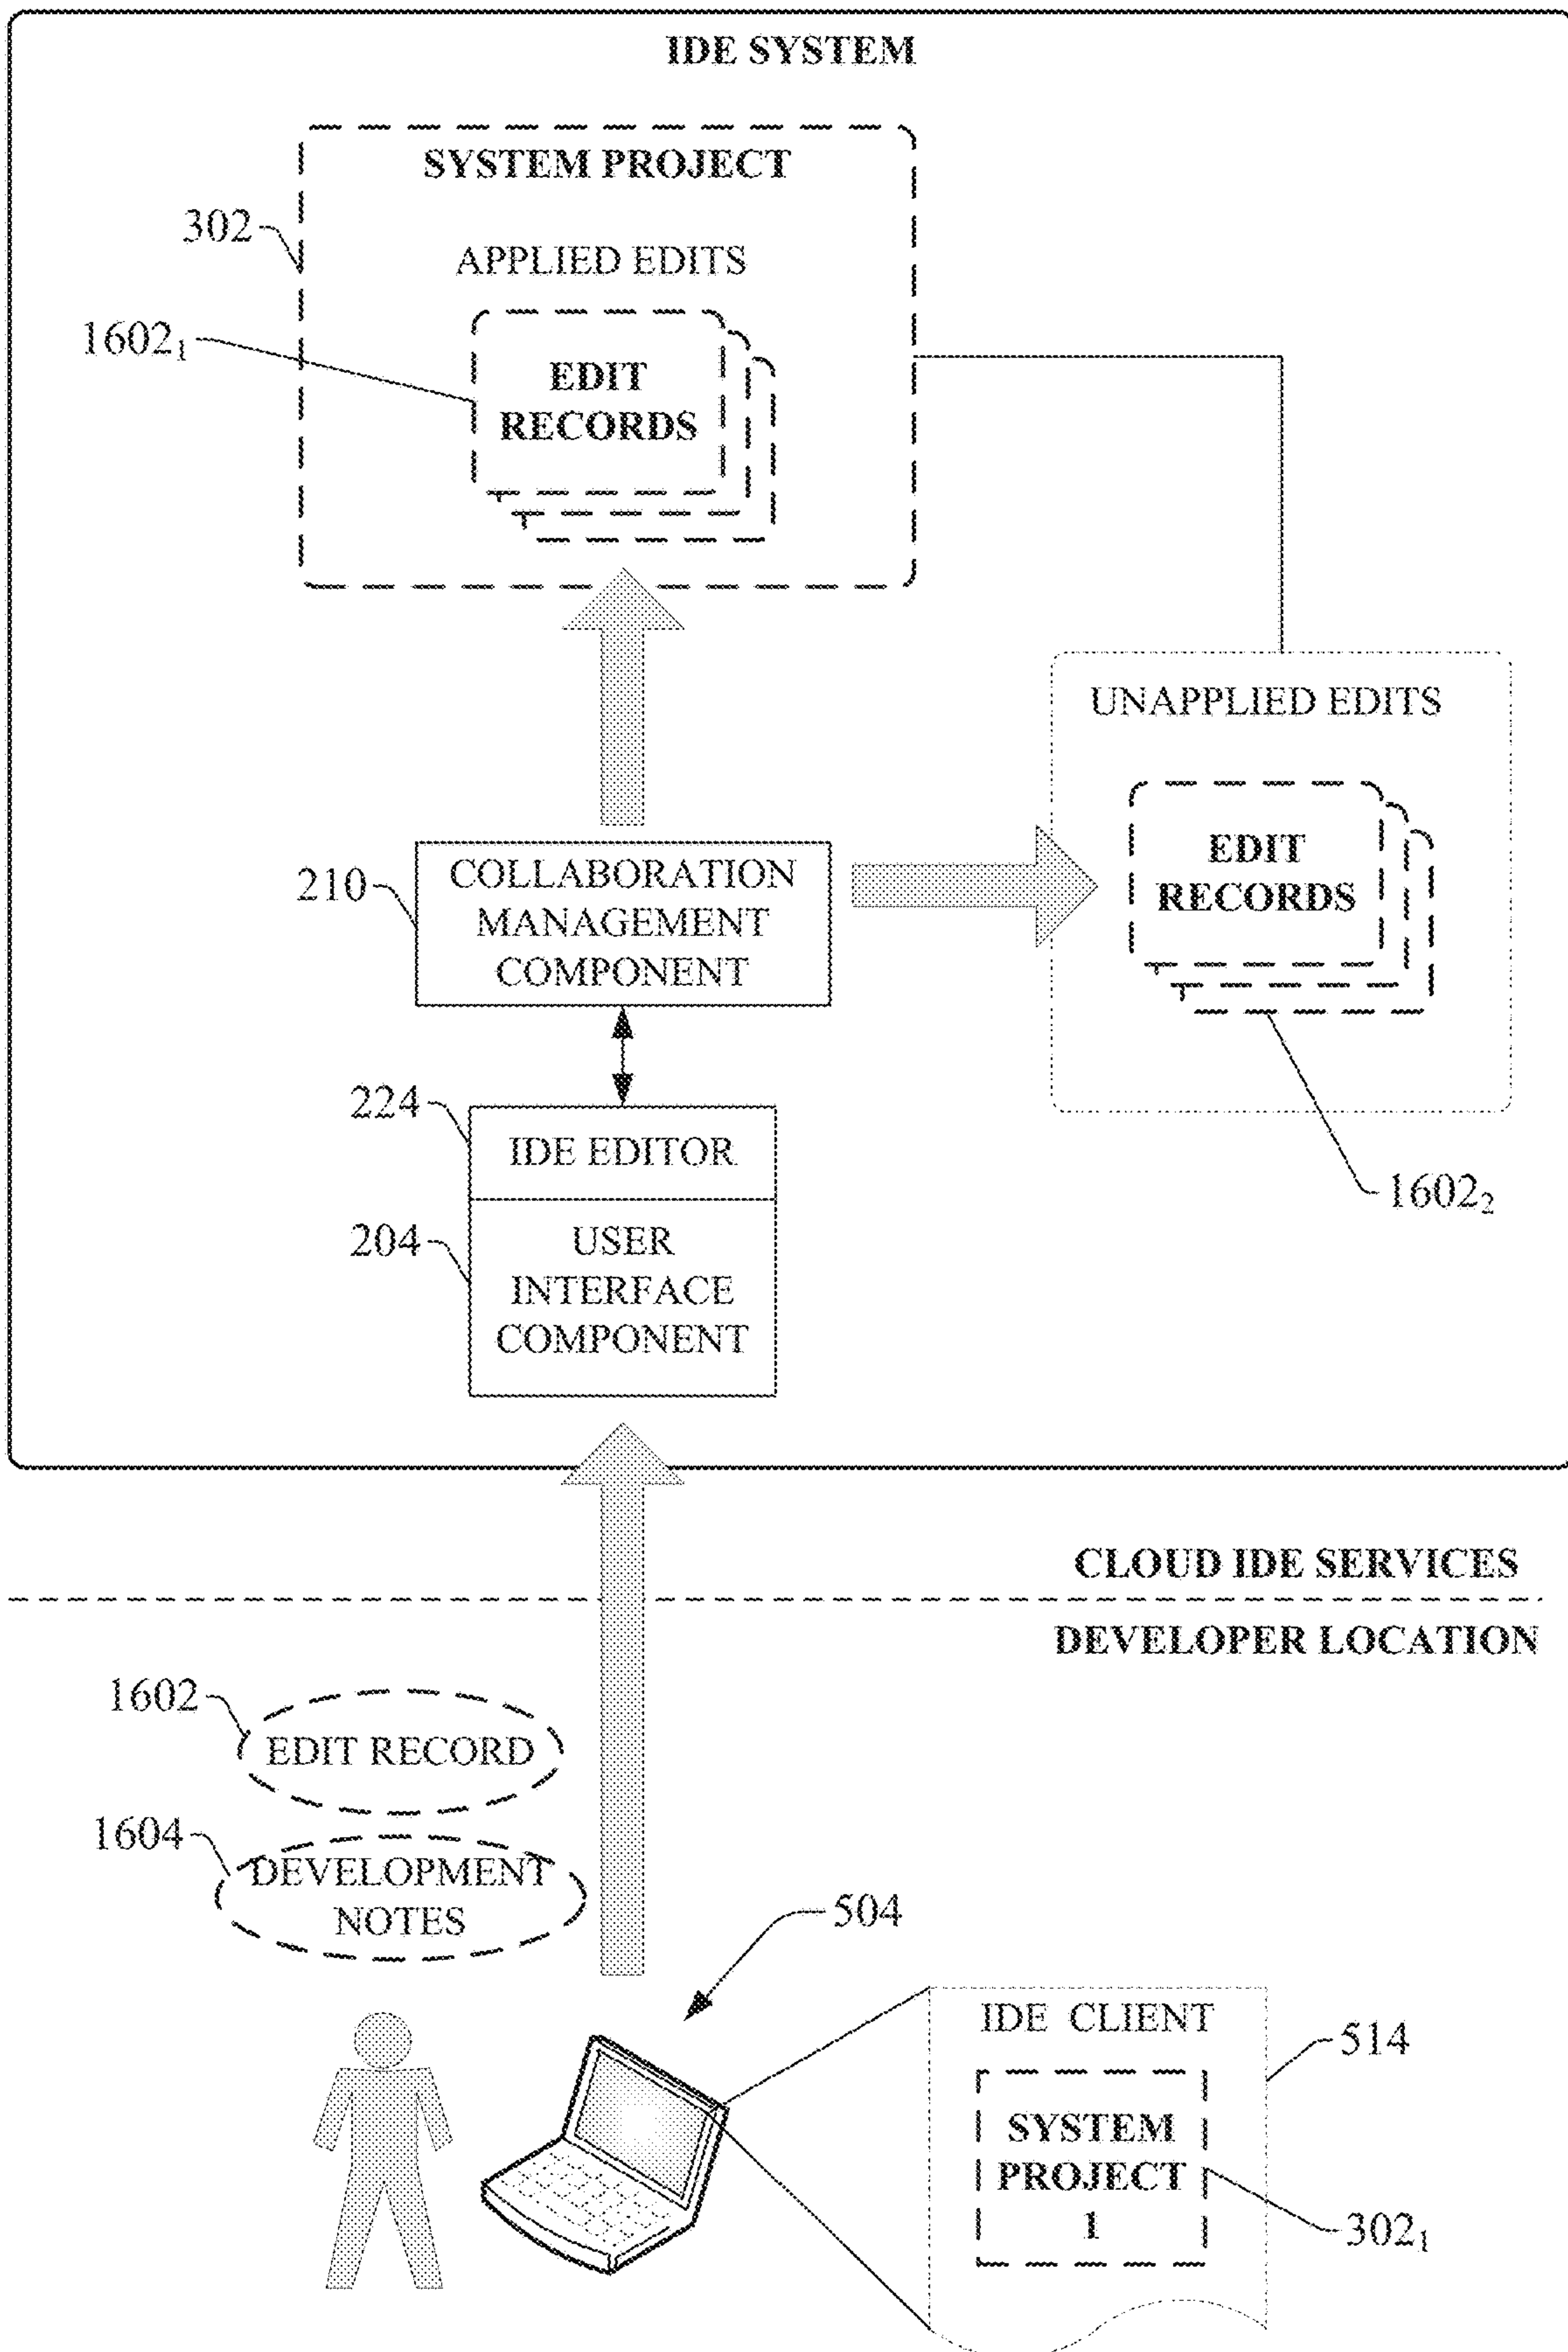 IDE SYSTEM
SYSTEM PROJECT
302
APPLIED EDITS
1602₁
EDIT
RECORDS
UNAPPLIED EDITS
EDIT
RECORDS
210
COLLABORATION
MANAGEMENT
COMPONENT
1602₂
224
IDE EDITOR
204
USER
INTERFACE
COMPONENT
CLOUD IDE SERVICES
DEVELOPER LOCATION
1602
EDIT RECORD
1604
DEVELOPMENT
NOTES
504
IDE CLIENT
514
SYSTEM
PROJECT
1
302₁